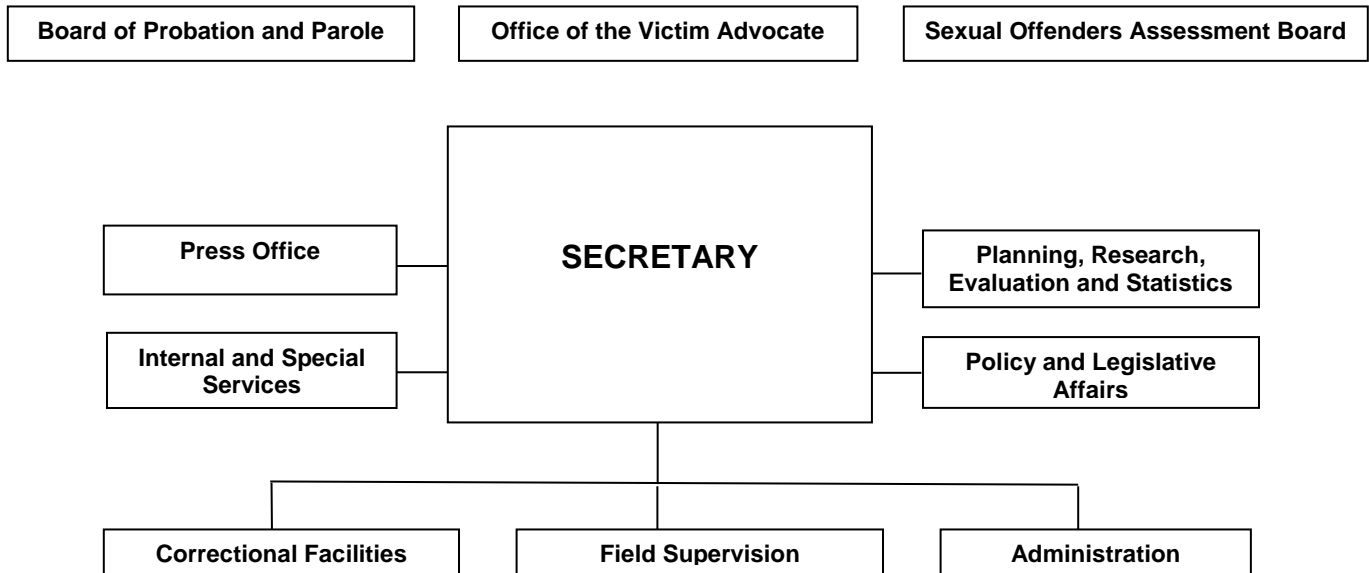 Board of Probation and Parole
Office of the Victim Advocate
Sexual Offenders Assessment Board
SECRETARY
Press Office
Planning, Research,
Evaluation and Statistics
Internal and Special
Services
Policy and Legislative
Affairs
Correctional Facilities
Field Supervision
Administration